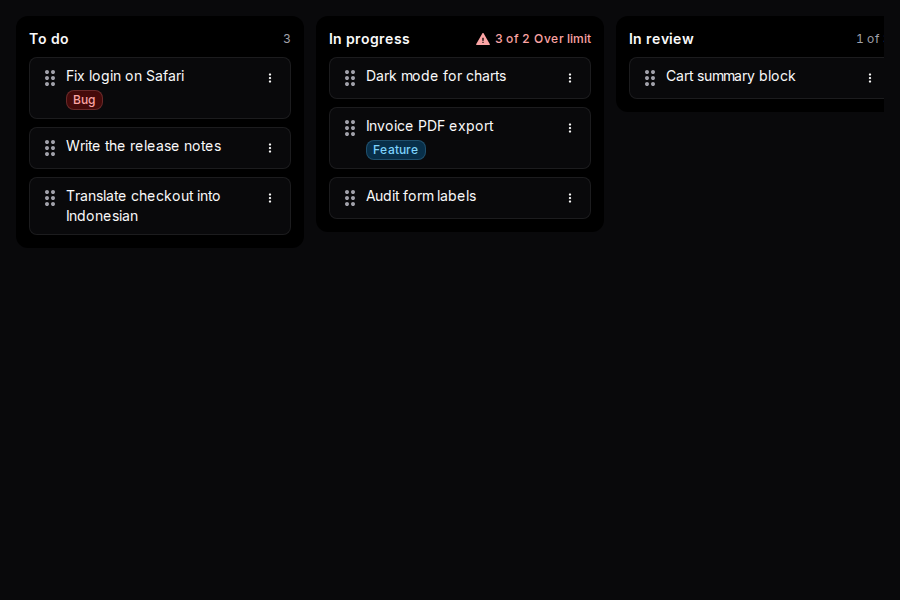 To do 3
Fix login on Safari
Bug
Write the release notes
Translate checkout into
Indonesian
In progress 3 of 2 Over limit
Dark mode for charts
Invoice PDF export
Feature
Audit form labels
In review 1 of
Cart summary block